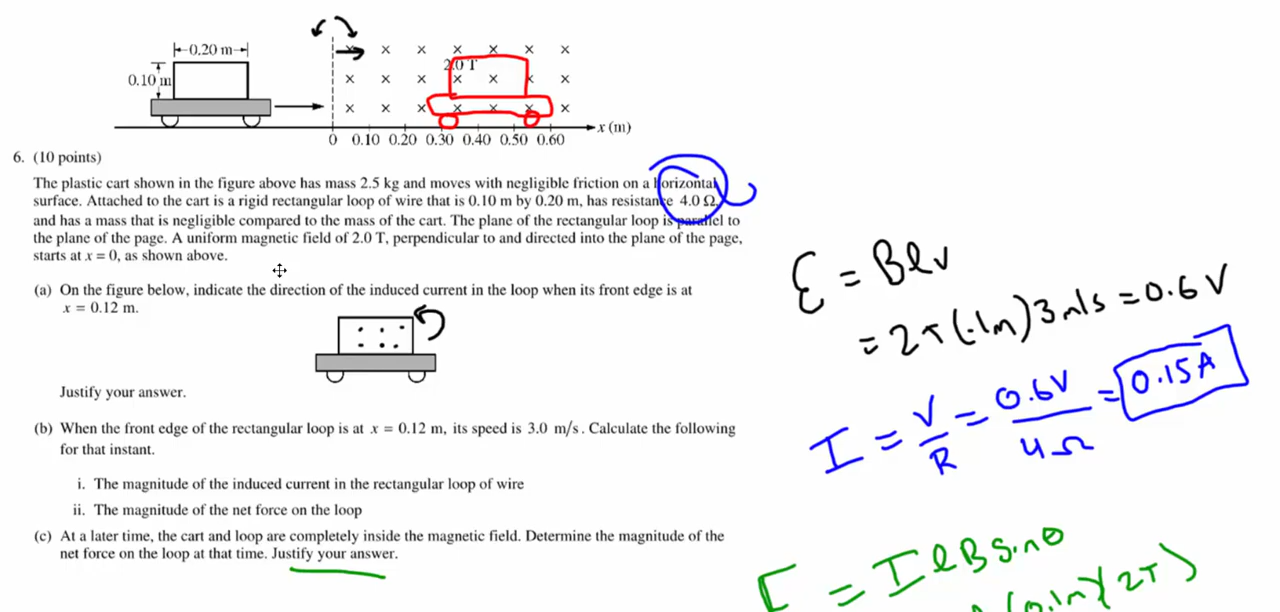 0.20 m
0.10 m
2.0 T
0 0.10 0.20 0.30 0.40 0.50 0.60
x (m)
6. (10 points)
The plastic cart shown in the figure above has mass 2.5 kg and moves with negligible friction on a horizontal
surface. Attached to the cart is a rigid rectangular loop of wire that is 0.10 m by 0.20 m, has resistance 4.0 Ω,
and has a mass that is negligible compared to the mass of the cart. The plane of the rectangular loop is parallel to
the plane of the page. A uniform magnetic field of 2.0 T, perpendicular to and directed into the plane of the page,
starts at x = 0, as shown above.
(a) On the figure below, indicate the direction of the induced current in the loop when its front edge is at
x = 0.12 m.
Justify your answer.
(b) When the front edge of the rectangular loop is at x = 0.12 m, its speed is 3.0 m/s. Calculate the following
for that instant.
i. The magnitude of the induced current in the rectangular loop of wire
ii. The magnitude of the net force on the loop
(c) At a later time, the cart and loop are completely inside the magnetic field. Determine the magnitude of the
net force on the loop at that time. Justify your answer.
ℰ = Bℓv
= 2T(.1m)3m/s = 0.6V
I = V/R = 0.6V/4Ω = 0.15A
= IℓB sinθ
(0.1m)(2T)